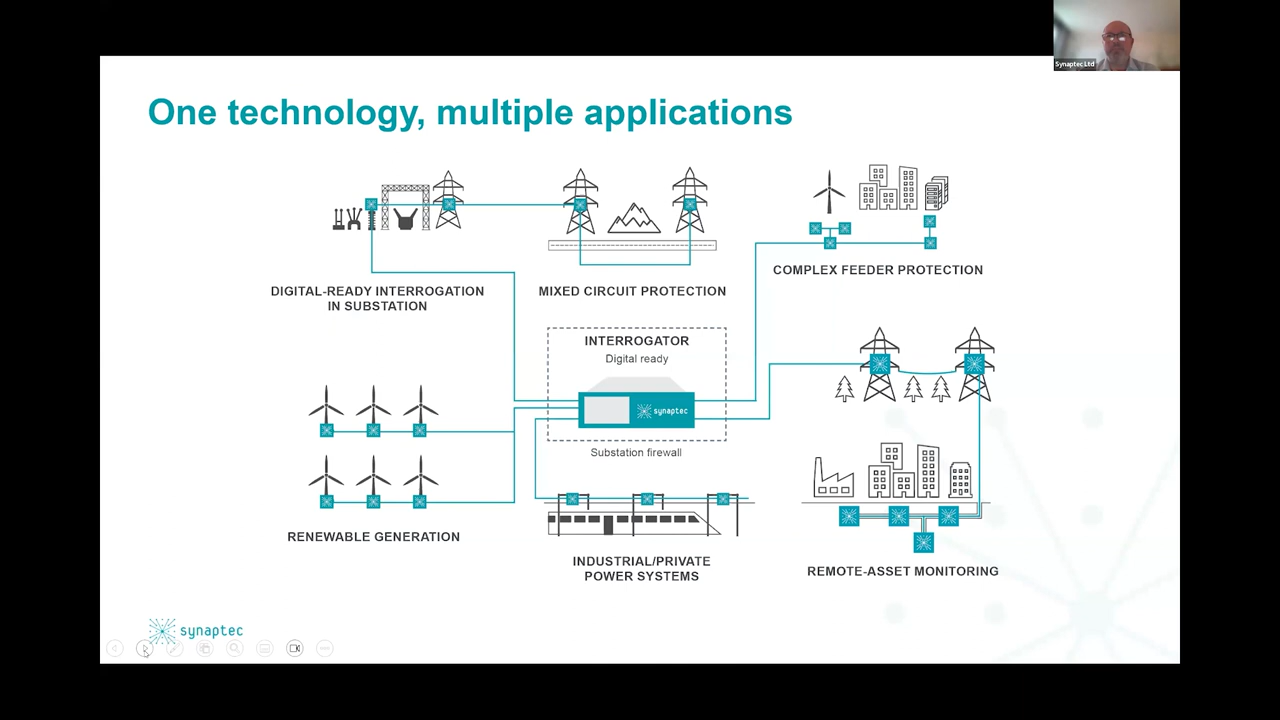 Synaptec Ltd
One technology, multiple applications
DIGITAL-READY INTERROGATION
IN SUBSTATION
MIXED CIRCUIT PROTECTION
COMPLEX FEEDER PROTECTION
INTERROGATOR
Digital ready
synaptec
Substation firewall
RENEWABLE GENERATION
INDUSTRIAL/PRIVATE
POWER SYSTEMS
REMOTE-ASSET MONITORING
synaptec